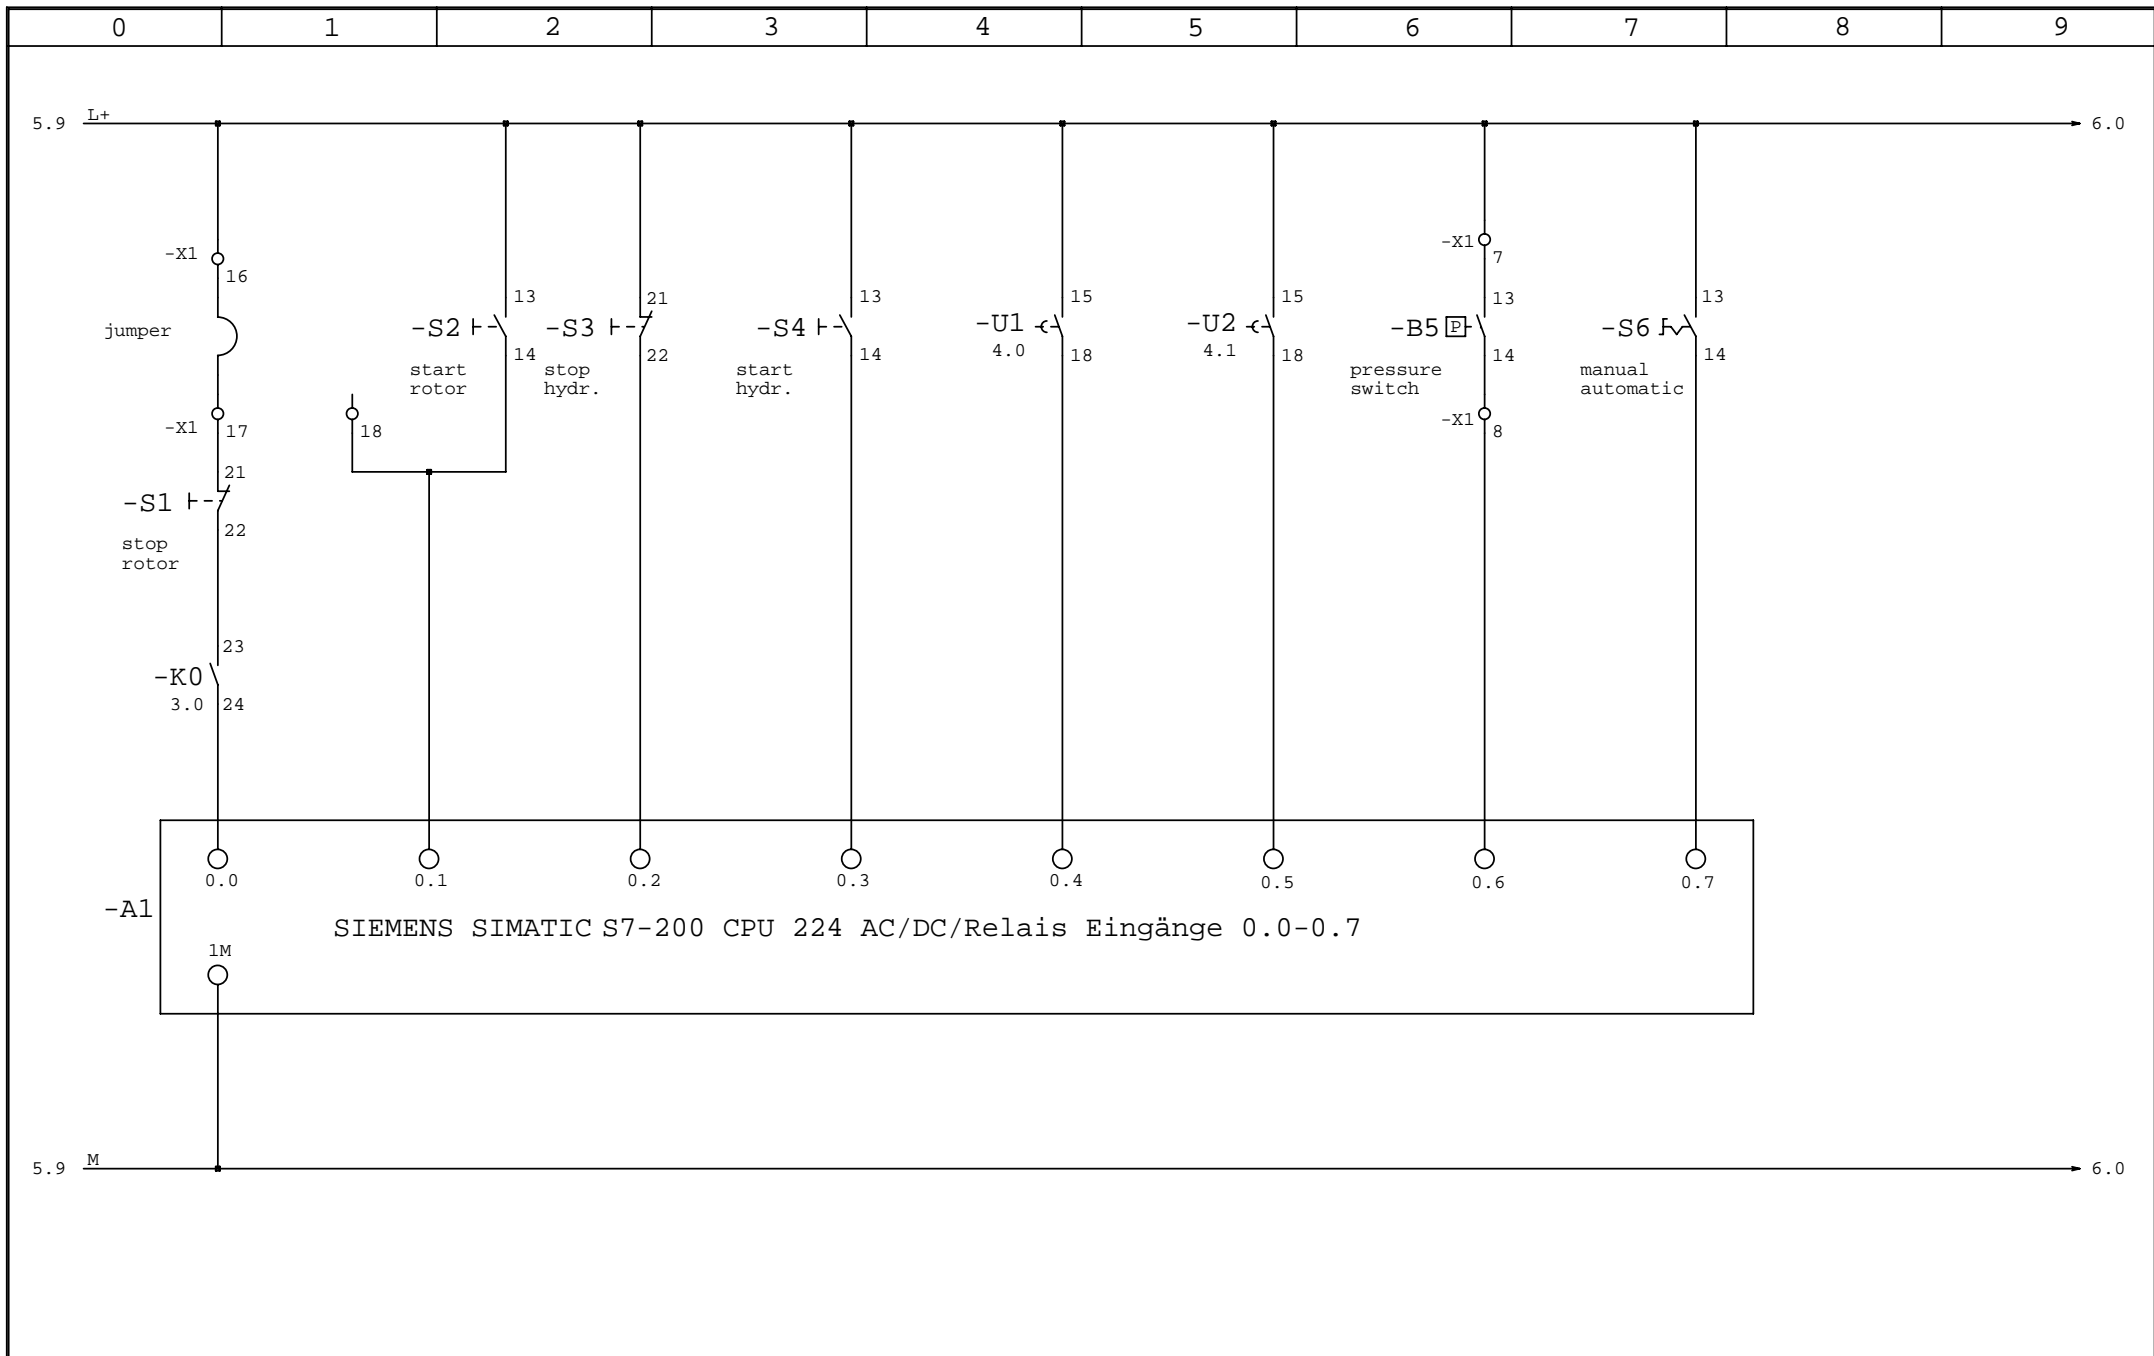 0 1 2 3 4 5 6 7 8 9
5.9 L+ 6.0
-X1 -X1
16 7
13 21 13 15 15 13 13
jumper -S2 -S3 -S4 -U1 -U2 -B5 P -S6
4.0 4.1
14 22 14 18 18 14 14
start stop start pressure manual
rotor hydr. hydr. switch automatic
-X1 17 18 -X1 8
21
-S1
22
stop
rotor
23
-K0
3.0 24
0.0 0.1 0.2 0.3 0.4 0.5 0.6 0.7
-A1
SIEMENS SIMATIC S7-200 CPU 224 AC/DC/Relais Eingänge 0.0-0.7
1M
5.9 M 6.0